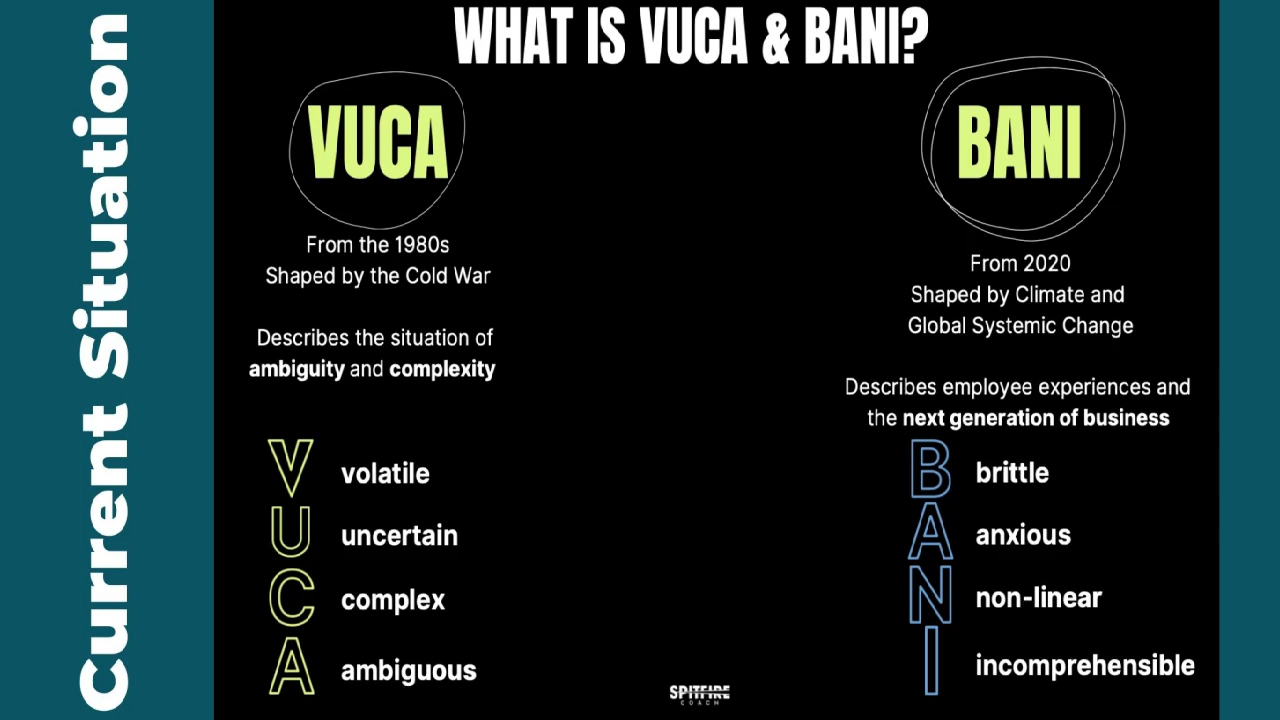 Current Situation
WHAT IS VUCA & BANI?
VUCA
From the 1980s
Shaped by the Cold War
Describes the situation of
ambiguity and complexity
V volatile
U uncertain
C complex
A ambiguous
BANI
From 2020
Shaped by Climate and
Global Systemic Change
Describes employee experiences and
the next generation of business
B brittle
A anxious
N non-linear
I incomprehensible
SPITFIRE
COACH